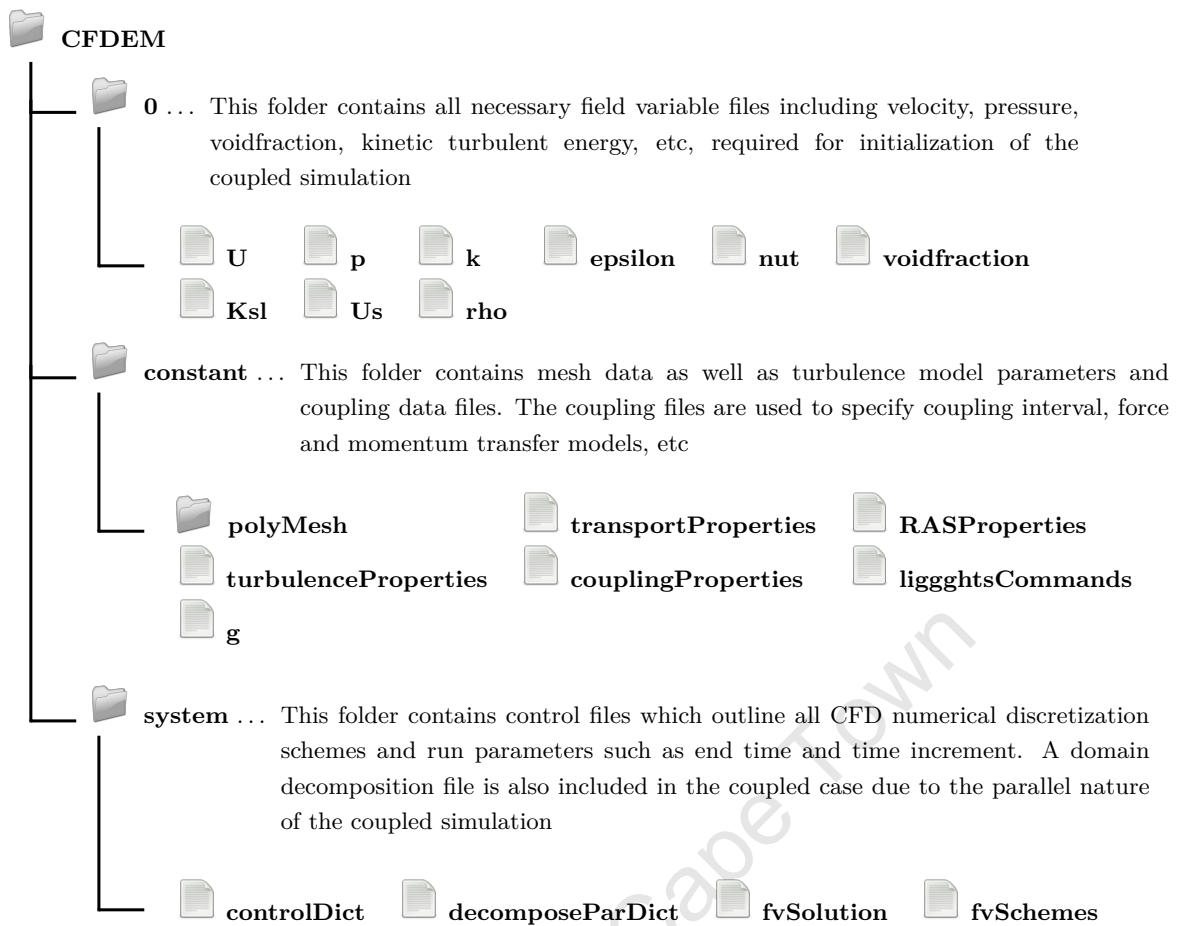 CFDEM
0 ... This folder contains all necessary field variable files including velocity, pressure,
voidfraction, kinetic turbulent energy, etc, required for initialization of the
coupled simulation
U p k epsilon nut voidfraction
Ksl Us rho
constant ... This folder contains mesh data as well as turbulence model parameters and
coupling data files. The coupling files are used to specify coupling interval, force
and momentum transfer models, etc
polyMesh transportProperties RASProperties
turbulenceProperties couplingProperties liggghtsCommands
g
system ... This folder contains control files which outline all CFD numerical discretization
schemes and run parameters such as end time and time increment. A domain
decomposition file is also included in the coupled case due to the parallel nature
of the coupled simulation
controlDict decomposeParDict fvSolution fvSchemes
Cape Town